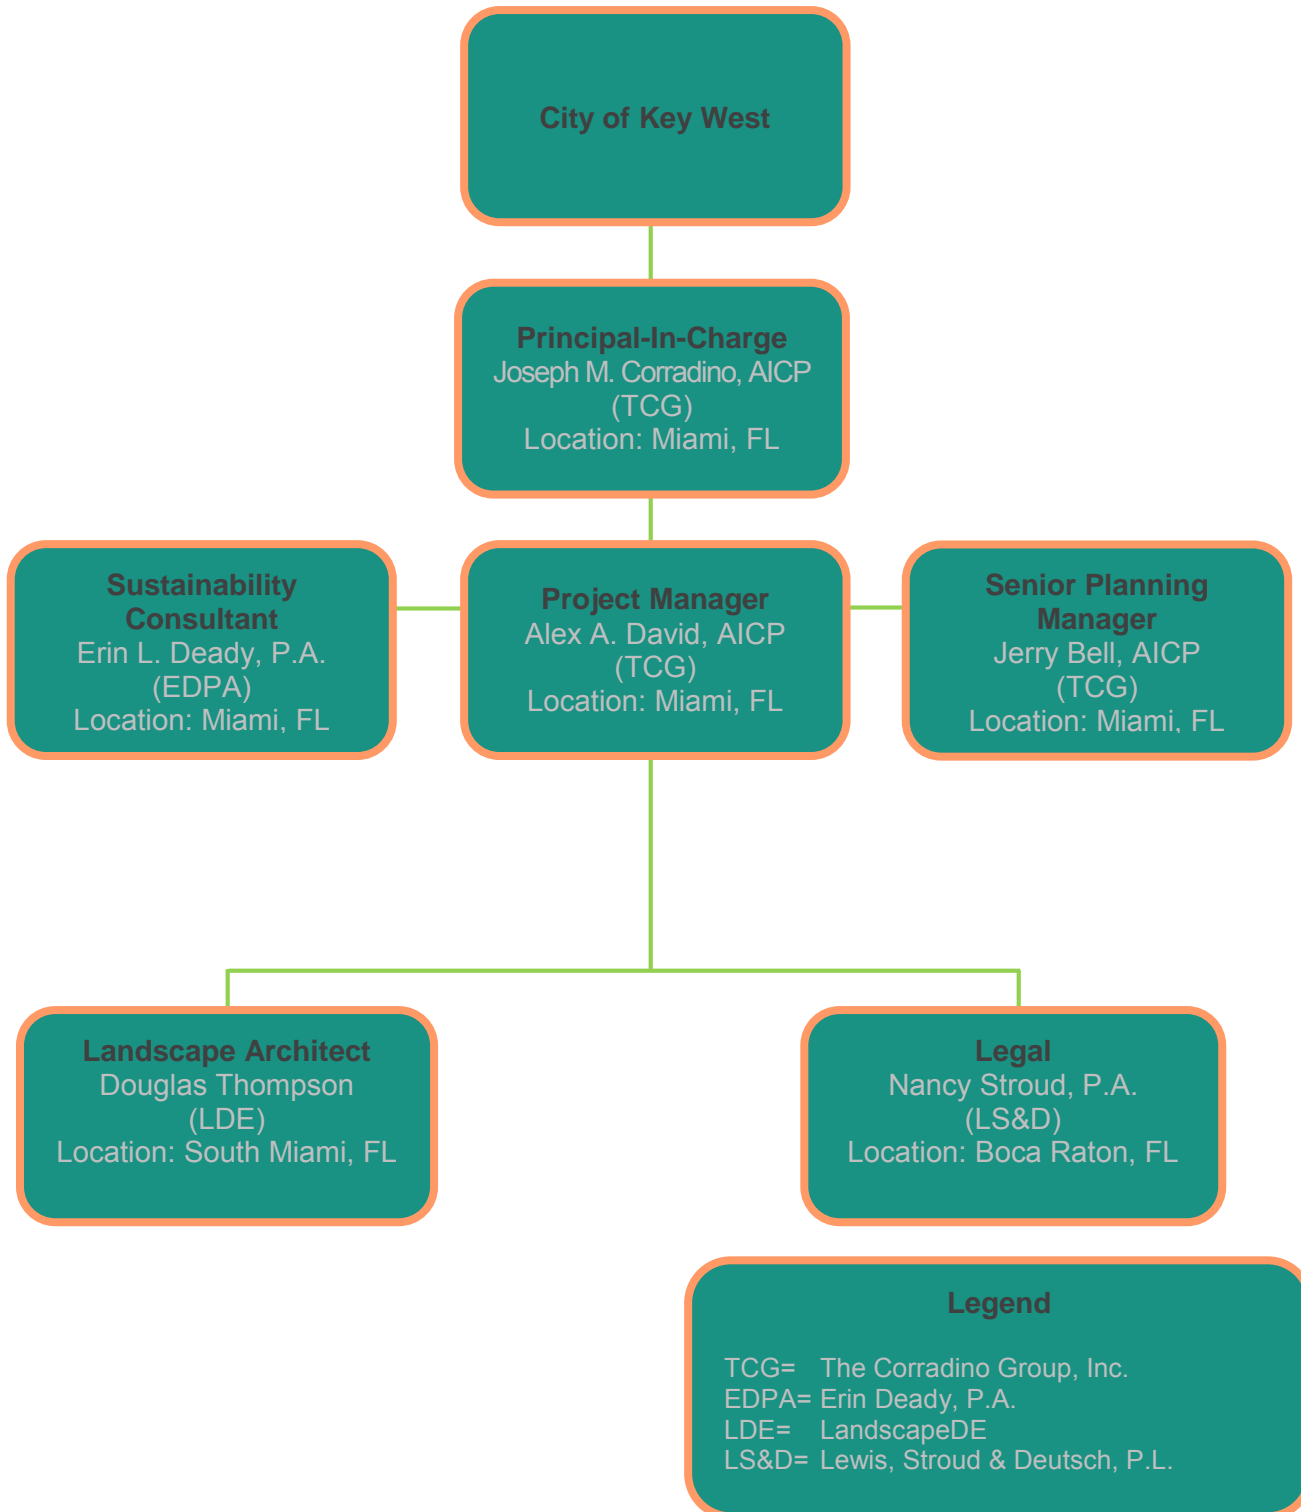 City of Key West
Principal-In-Charge
Joseph M. Corradino, AICP
(TCG)
Location: Miami, FL
Sustainability
Consultant
Erin L. Deady, P.A.
(EDPA)
Location: Miami, FL
Project Manager
Alex A. David, AICP
(TCG)
Location: Miami, FL
Senior Planning
Manager
Jerry Bell, AICP
(TCG)
Location: Miami, FL
Landscape Architect
Douglas Thompson
(LDE)
Location: South Miami, FL
Legal
Nancy Stroud, P.A.
(LS&D)
Location: Boca Raton, FL
Legend
TCG= The Corradino Group, Inc.
EDPA= Erin Deady, P.A.
LDE= LandscapeDE
LS&D= Lewis, Stroud & Deutsch, P.L.